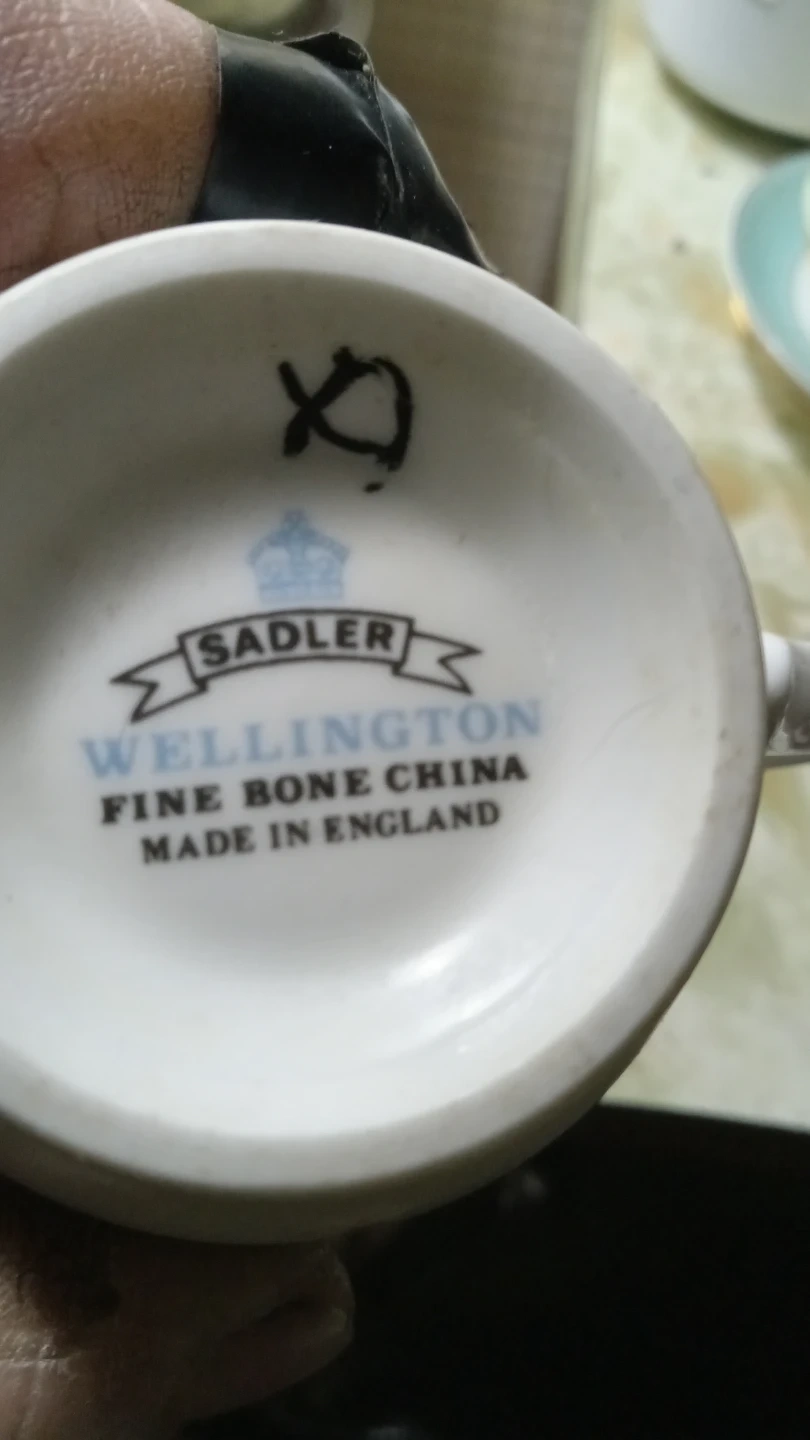 SADLER
WELLINGTON
FINE BONE CHINA
MADE IN ENGLAND